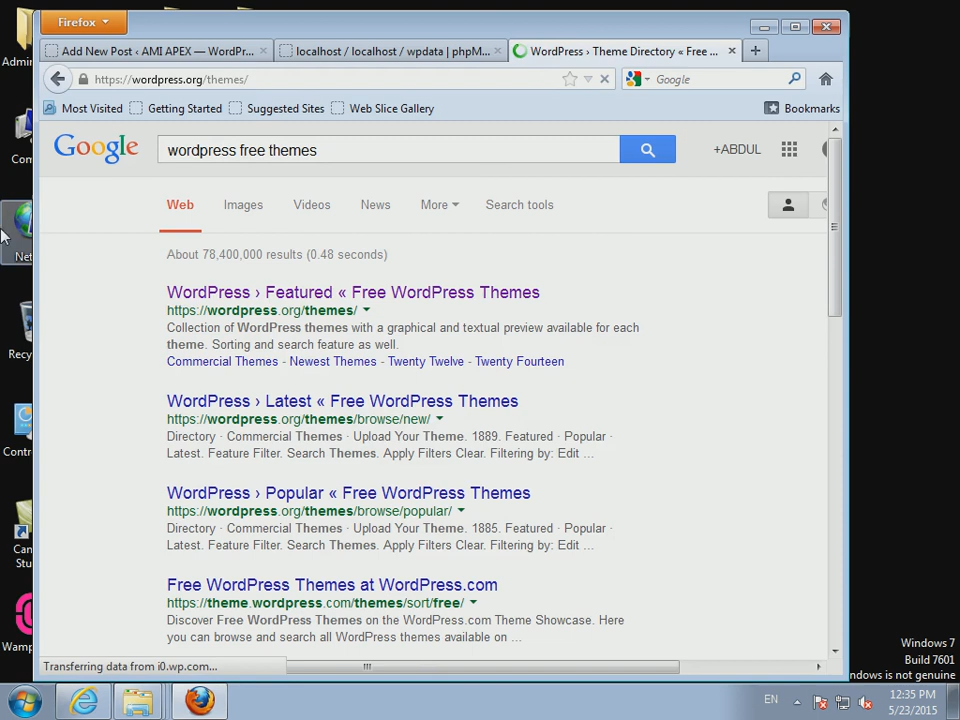 Firefox
Add New Post ‹ AMI APEX — WordPr...
localhost / localhost / wpdata | phpM...
WordPress › Theme Directory « Free ...
https://wordpress.org/themes/
Google
Most Visited
Getting Started
Suggested Sites
Web Slice Gallery
Bookmarks
Google
wordpress free themes
+ABDUL
Web
Images
Videos
News
More
Search tools
About 78,400,000 results (0.48 seconds)
WordPress › Featured « Free WordPress Themes
https://wordpress.org/themes/
Collection of WordPress themes with a graphical and textual preview available for each
theme. Sorting and search feature as well.
Commercial Themes - Newest Themes - Twenty Twelve - Twenty Fourteen
WordPress › Latest « Free WordPress Themes
https://wordpress.org/themes/browse/new/
Directory · Commercial Themes · Upload Your Theme. 1889. Featured · Popular ·
Latest. Feature Filter. Search Themes. Apply Filters Clear. Filtering by: Edit ...
WordPress › Popular « Free WordPress Themes
https://wordpress.org/themes/browse/popular/
Directory · Commercial Themes · Upload Your Theme. 1885. Featured · Popular ·
Latest. Feature Filter. Search Themes. Apply Filters Clear. Filtering by: Edit ...
Free WordPress Themes at WordPress.com
https://theme.wordpress.com/themes/sort/free/
Discover Free WordPress Themes on the WordPress.com Theme Showcase. Here
you can browse and search all WordPress themes available on ...
Transferring data from i0.wp.com...
Admin
Com
Net
Recy
Contr
Can
Stu
Wamp
Windows 7
Build 7601
ndows is not genuine
EN
12:35 PM
5/23/2015